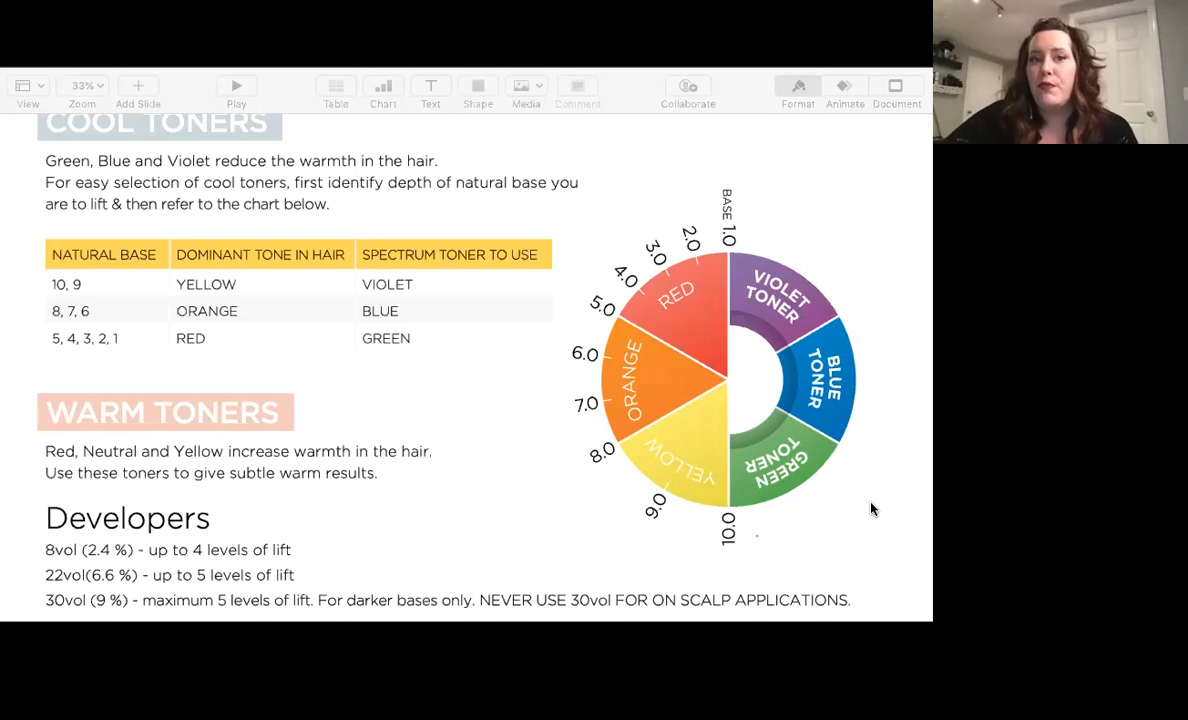 33%
View
Zoom
Add Slide
Play
Table
Chart
Text
Shape
Media
Comment
Collaborate
Format
Animate
Document
COOL TONERS
Green, Blue and Violet reduce the warmth in the hair.
For easy selection of cool toners, first identify depth of natural base you
are to lift & then refer to the chart below.
NATURAL BASE DOMINANT TONE IN HAIR SPECTRUM TONER TO USE
10, 9 YELLOW VIOLET
8, 7, 6 ORANGE BLUE
5, 4, 3, 2, 1 RED GREEN
BASE 1.0
2.0
3.0
4.0
5.0
6.0
7.0
8.0
9.0
10.0
RED
ORANGE
YELLOW
VIOLET
TONER
BLUE
TONER
GREEN
TONER
WARM TONERS
Red, Neutral and Yellow increase warmth in the hair.
Use these toners to give subtle warm results.
Developers
8vol (2.4 %) - up to 4 levels of lift
22vol(6.6 %) - up to 5 levels of lift
30vol (9 %) - maximum 5 levels of lift. For darker bases only. NEVER USE 30vol FOR ON SCALP APPLICATIONS.